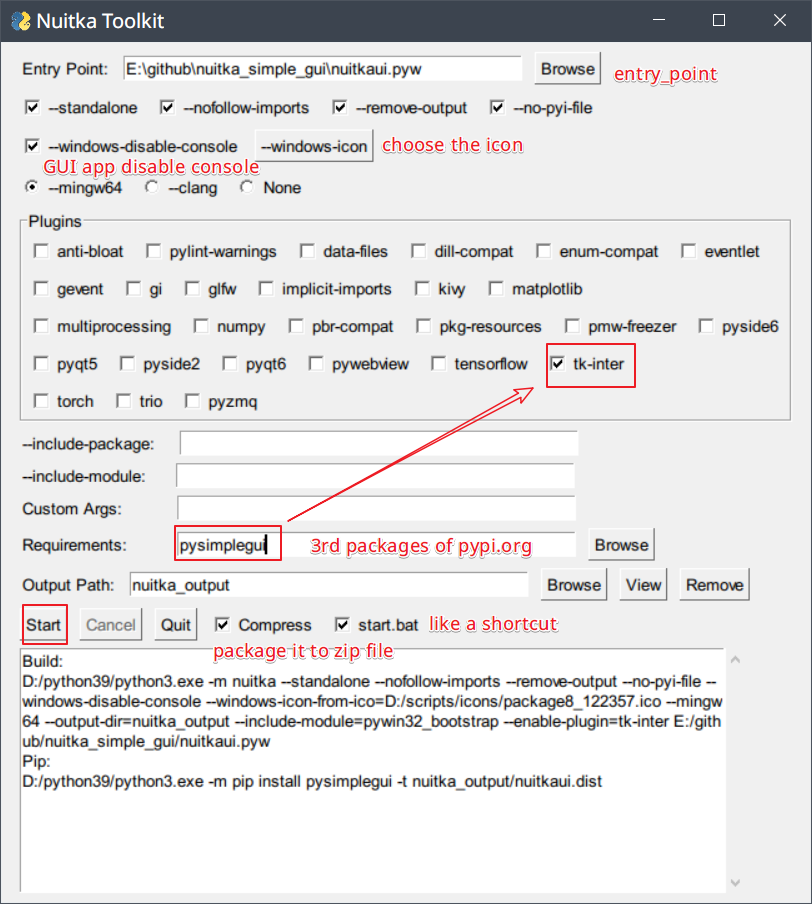 Nuitka Toolkit
Entry Point: E:\github\nuitka_simple_gui\nuitkaui.pyw Browse entry_point
--standalone --nofollow-imports --remove-output --no-pyi-file
--windows-disable-console --windows-icon choose the icon
GUI app disable console
--mingw64 --clang None
Plugins
anti-bloat pylint-warnings data-files dill-compat enum-compat eventlet
gevent gi glfw implicit-imports kivy matplotlib
multiprocessing numpy pbr-compat pkg-resources pmw-freezer pyside6
pyqt5 pyside2 pyqt6 pywebview tensorflow tk-inter
torch trio pyzmq
--include-package:
--include-module:
Custom Args:
Requirements: pysimplegui 3rd packages of pypi.org Browse
Output Path: nuitka_output Browse View Remove
Start Cancel Quit Compress start.bat like a shortcut
package it to zip file
Build:
D:/python39/python3.exe -m nuitka --standalone --nofollow-imports --remove-output --no-pyi-file --
windows-disable-console --windows-icon-from-ico=D:/scripts/icons/package8_122357.ico --mingw
64 --output-dir=nuitka_output --include-module=pywin32_bootstrap --enable-plugin=tk-inter E:/gith
ub/nuitka_simple_gui/nuitkaui.pyw
Pip:
D:/python39/python3.exe -m pip install pysimplegui -t nuitka_output/nuitkaui.dist